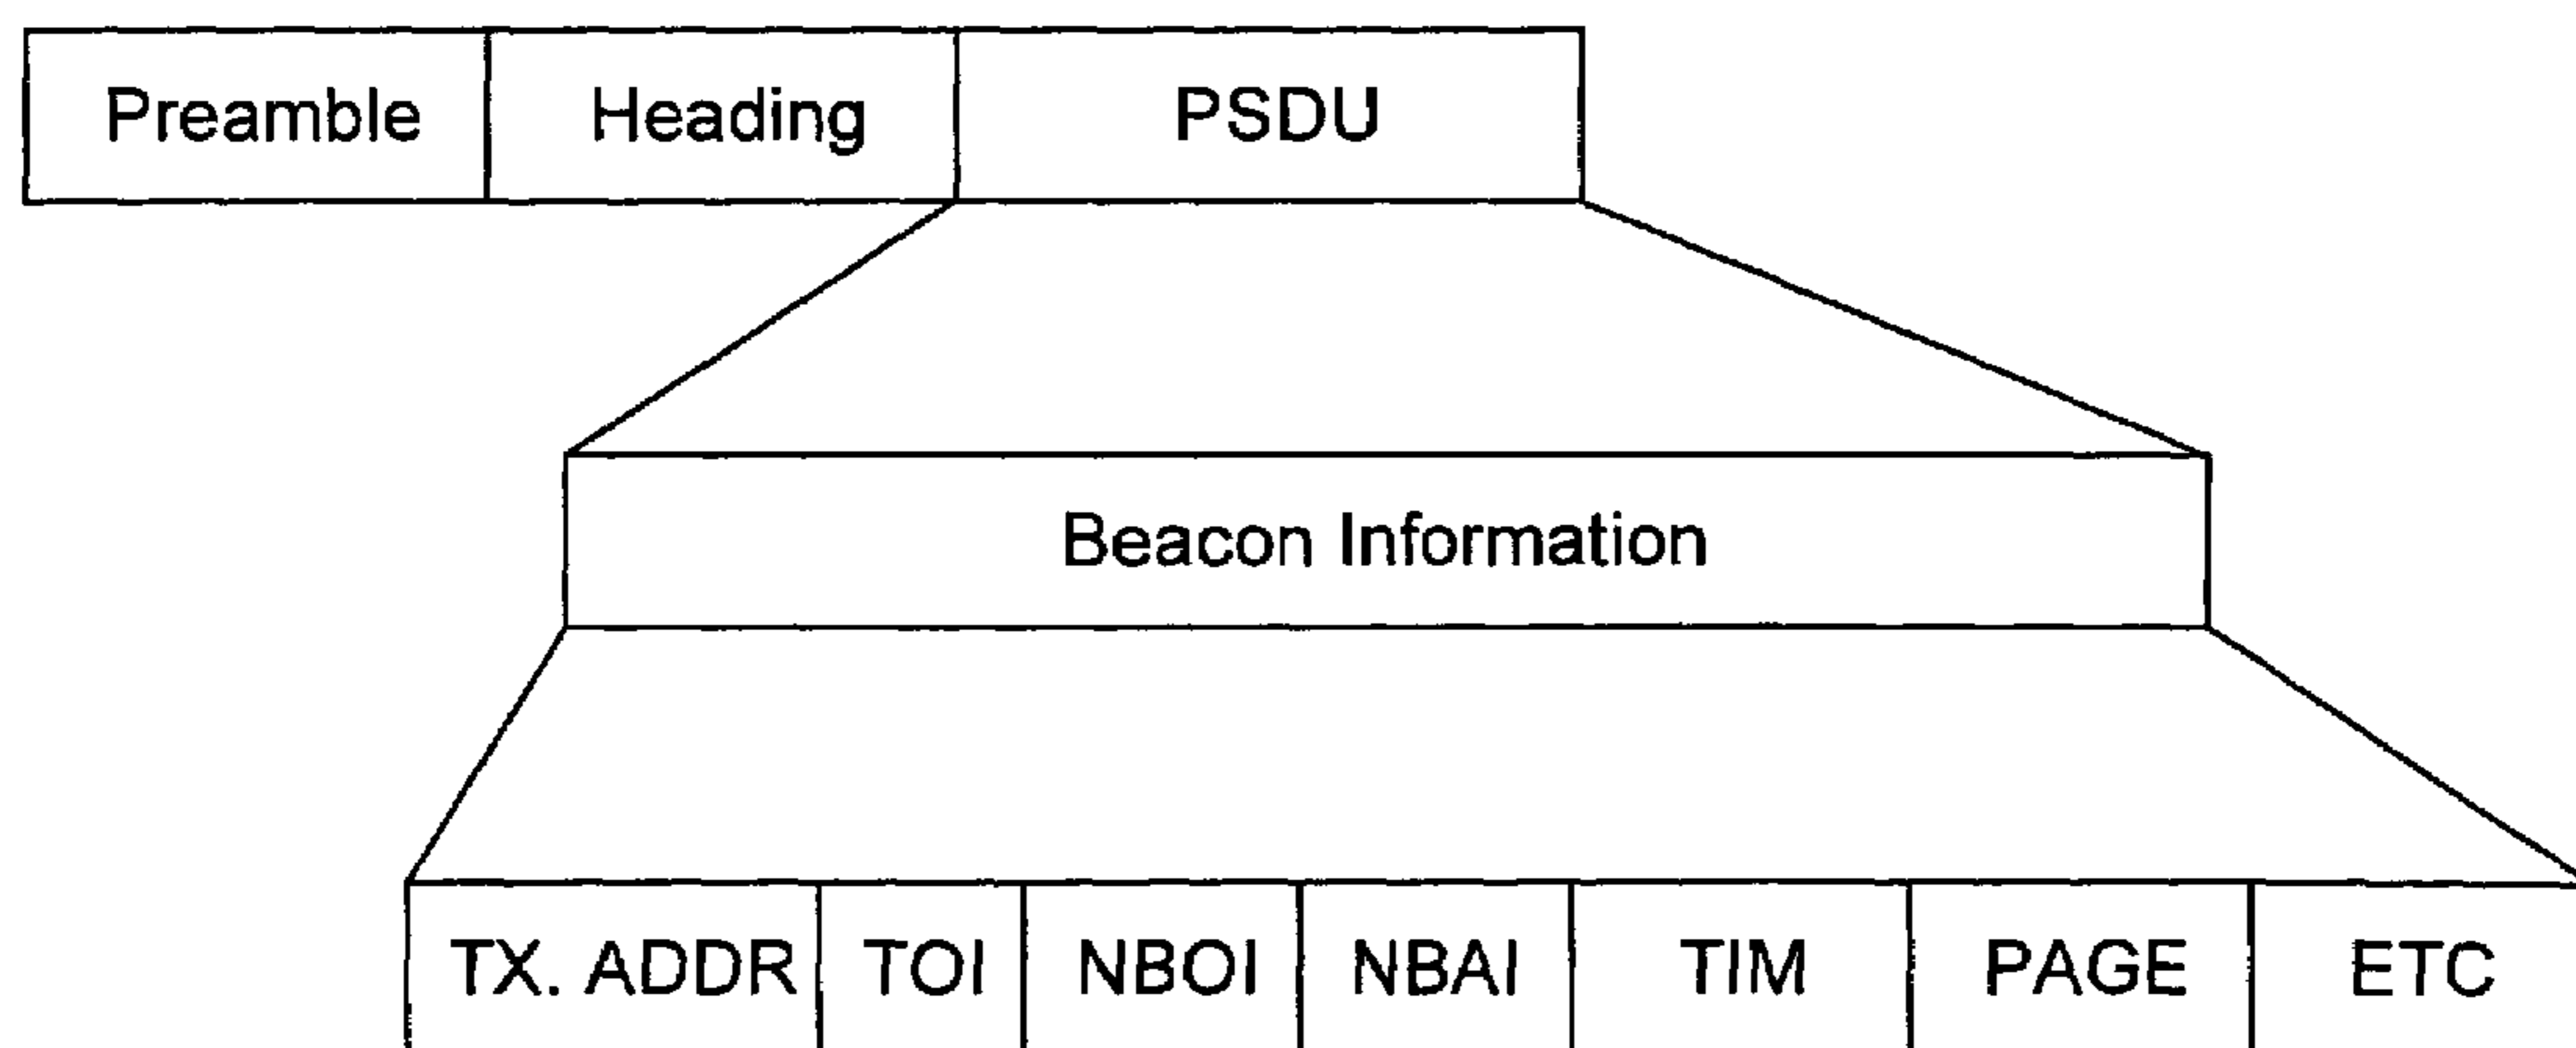 Preamble Heading PSDU
Beacon Information
TX. ADDR TOI NBOI NBAI TIM PAGE ETC